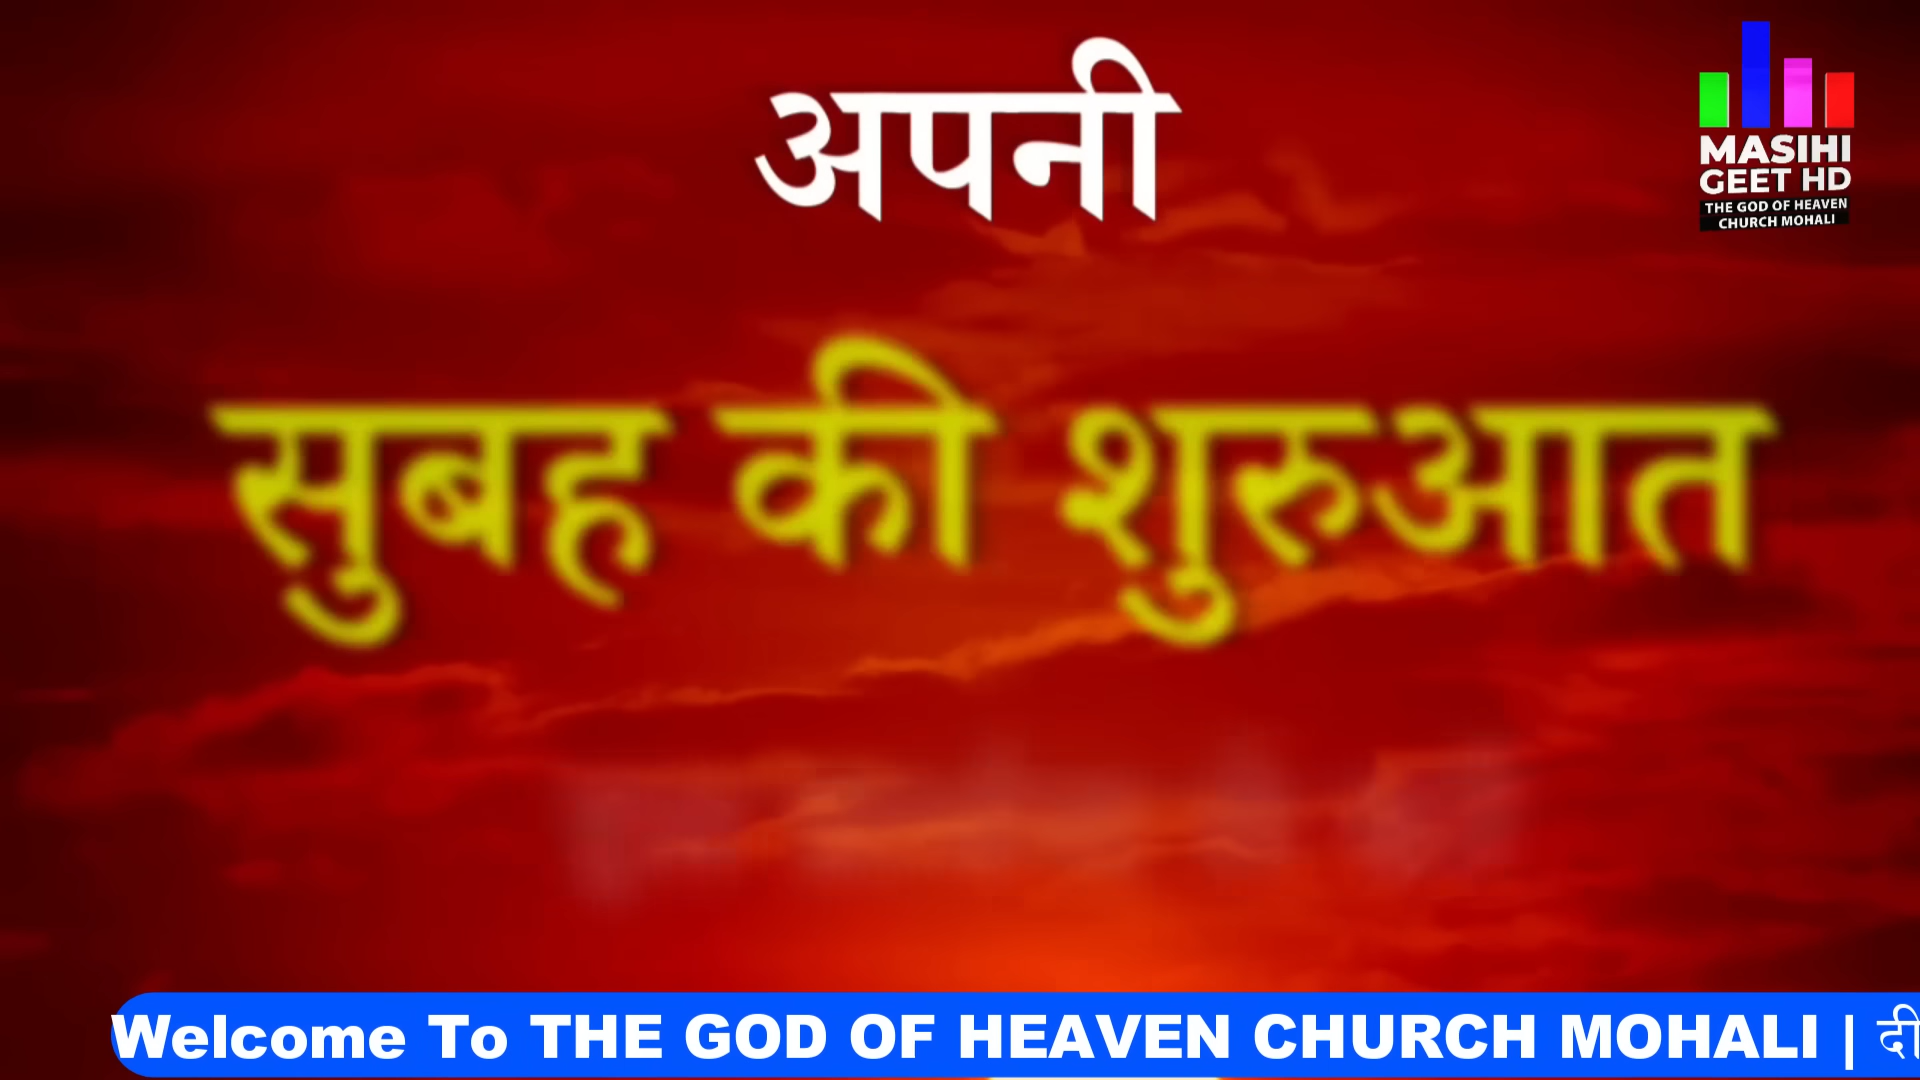 अपनी
MASIHI
GEET HD
THE GOD OF HEAVEN
CHURCH MOHALI
सुबह की शुरुआत
Welcome To THE GOD OF HEAVEN CHURCH MOHALI |